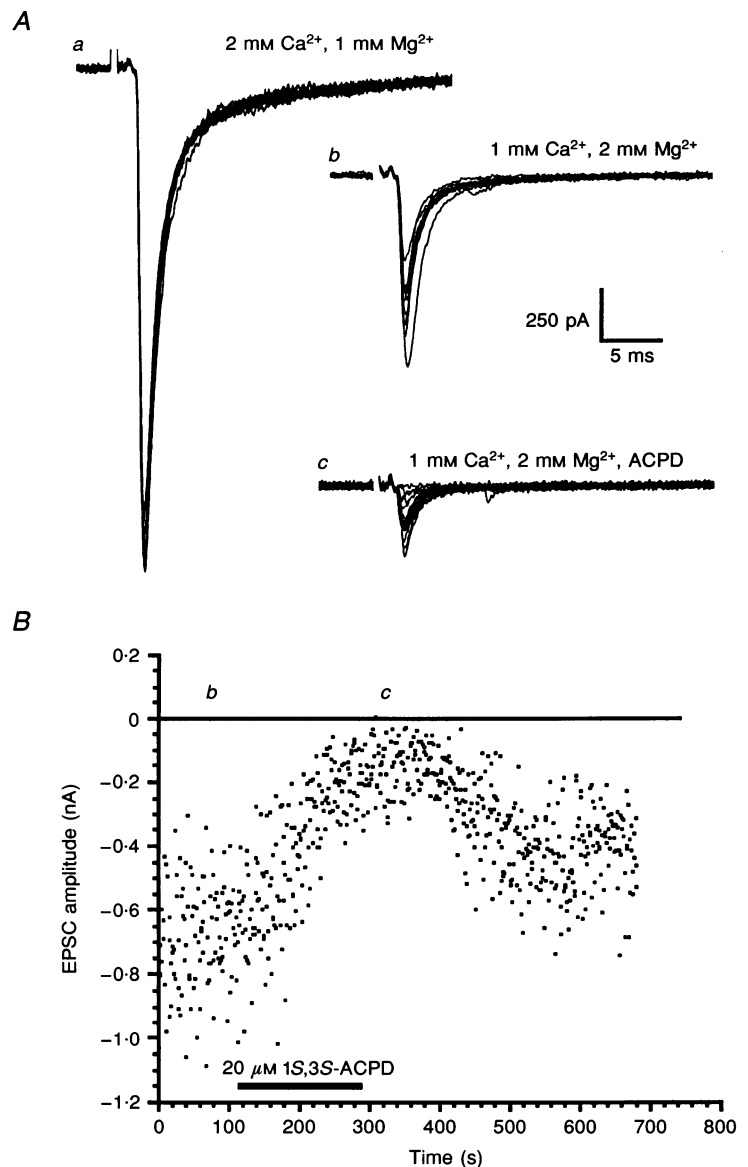 A
a
2 mM Ca²⁺, 1 mM Mg²⁺
b
1 mM Ca²⁺, 2 mM Mg²⁺
250 pA
5 ms
c
1 mM Ca²⁺, 2 mM Mg²⁺, ACPD
B
0·2
0
−0·2
−0·4
−0·6
−0·8
−1·0
−1·2
EPSC amplitude (nA)
b
c
20 μM 1S,3S-ACPD
0 100 200 300 400 500 600 700 800
Time (s)